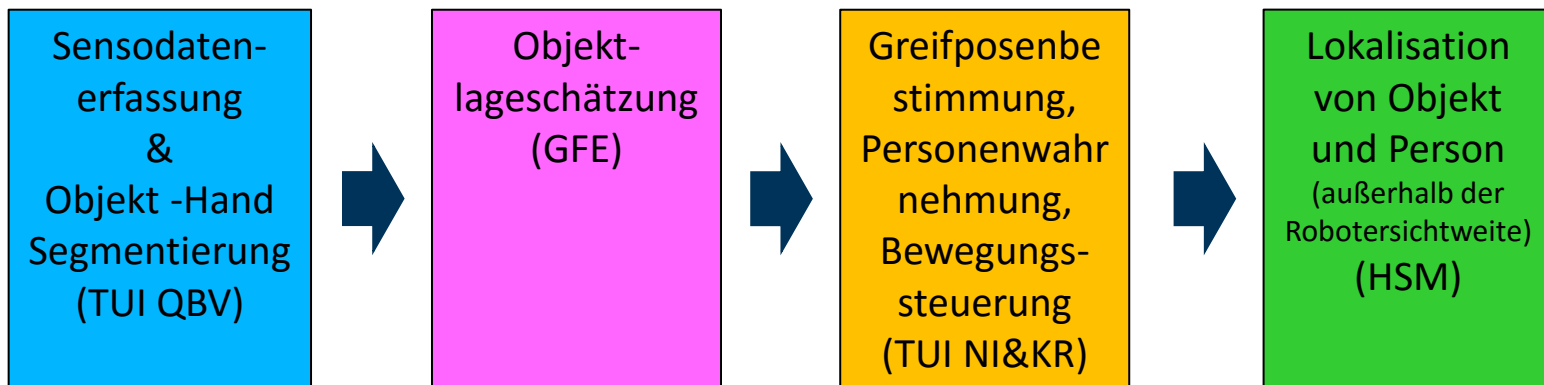 Sensodaten-
erfassung
&
Objekt -Hand
Segmentierung
(TUI QBV)
Objekt-
lageschätzung
(GFE)
Greifposenbe
stimmung,
Personenwahr
nehmung,
Bewegungs-
steuerung
(TUI NI&KR)
Lokalisation
von Objekt
und Person
(außerhalb der
Robotersichtweite)
(HSM)